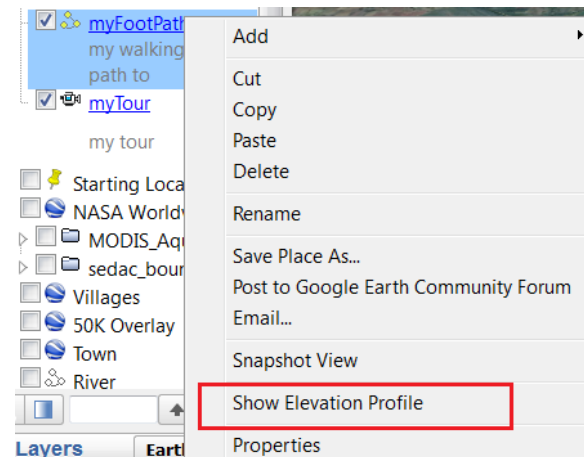 myFootPath
my walking
path to
myTour
my tour
Starting Loca
NASA World
MODIS_Aq
sedac_bour
Villages
50K Overlay
Town
River
Layers
Earth
Add
Cut
Copy
Paste
Delete
Rename
Save Place As...
Post to Google Earth Community Forum
Email...
Snapshot View
Show Elevation Profile
Properties